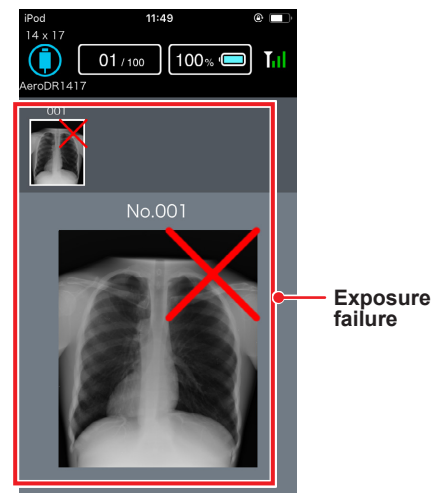 iPod 11:49
14 x 17
01 / 100 100%
AeroDR1417
001
No.001
Exposure
failure